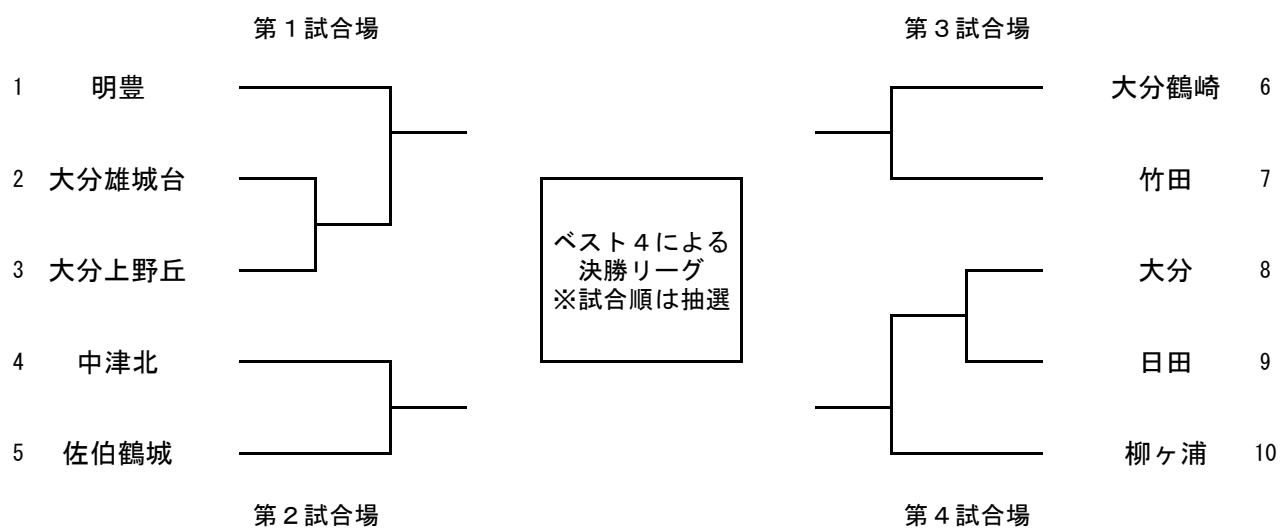 第１試合場
第３試合場
1 明豊
大分鶴崎 6
2 大分雄城台
竹田 7
ベスト４による
決勝リーグ
※試合順は抽選
3 大分上野丘
大分 8
4 中津北
日田 9
5 佐伯鶴城
柳ヶ浦 10
第２試合場
第４試合場